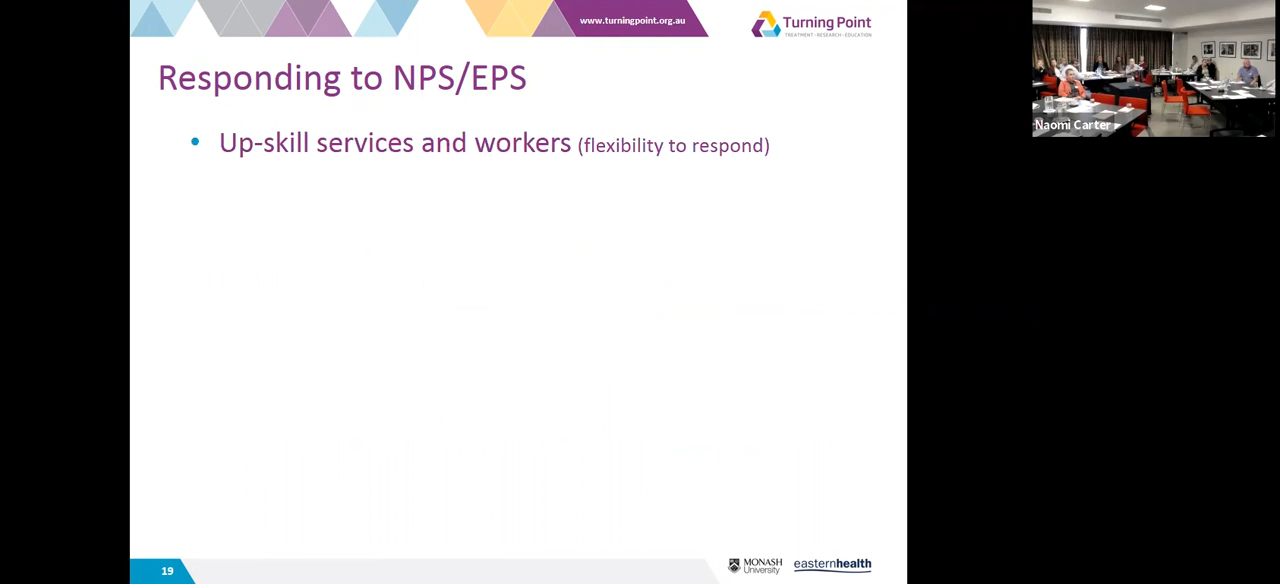 www.turningpoint.org.au
Turning Point
TREATMENT • RESEARCH • EDUCATION
Naomi Carter
Responding to NPS/EPS
• Up-skill services and workers (flexibility to respond)
19
MONASH University
easternhealth